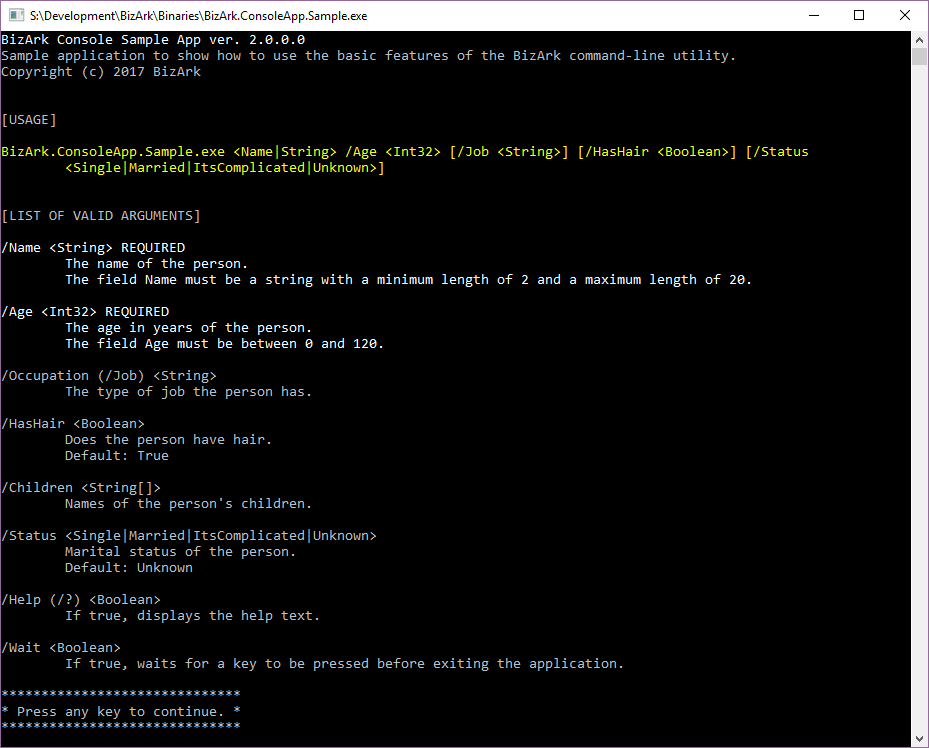 S:\Development\BizArk\Binaries\BizArk.ConsoleApp.Sample.exe
BizArk Console Sample App ver. 2.0.0.0
Sample application to show how to use the basic features of the BizArk command-line utility.
Copyright (c) 2017 BizArk
[USAGE]
BizArk.ConsoleApp.Sample.exe <Name|String> /Age <Int32> [/Job <String>] [/HasHair <Boolean>] [/Status
<Single|Married|ItsComplicated|Unknown>]
[LIST OF VALID ARGUMENTS]
/Name <String> REQUIRED
The name of the person.
The field Name must be a string with a minimum length of 2 and a maximum length of 20.
/Age <Int32> REQUIRED
The age in years of the person.
The field Age must be between 0 and 120.
/Occupation (/Job) <String>
The type of job the person has.
/HasHair <Boolean>
Does the person have hair.
Default: True
/Children <String[]>
Names of the person's children.
/Status <Single|Married|ItsComplicated|Unknown>
Marital status of the person.
Default: Unknown
/Help (/?) <Boolean>
If true, displays the help text.
/Wait <Boolean>
If true, waits for a key to be pressed before exiting the application.
******************************
* Press any key to continue. *
******************************